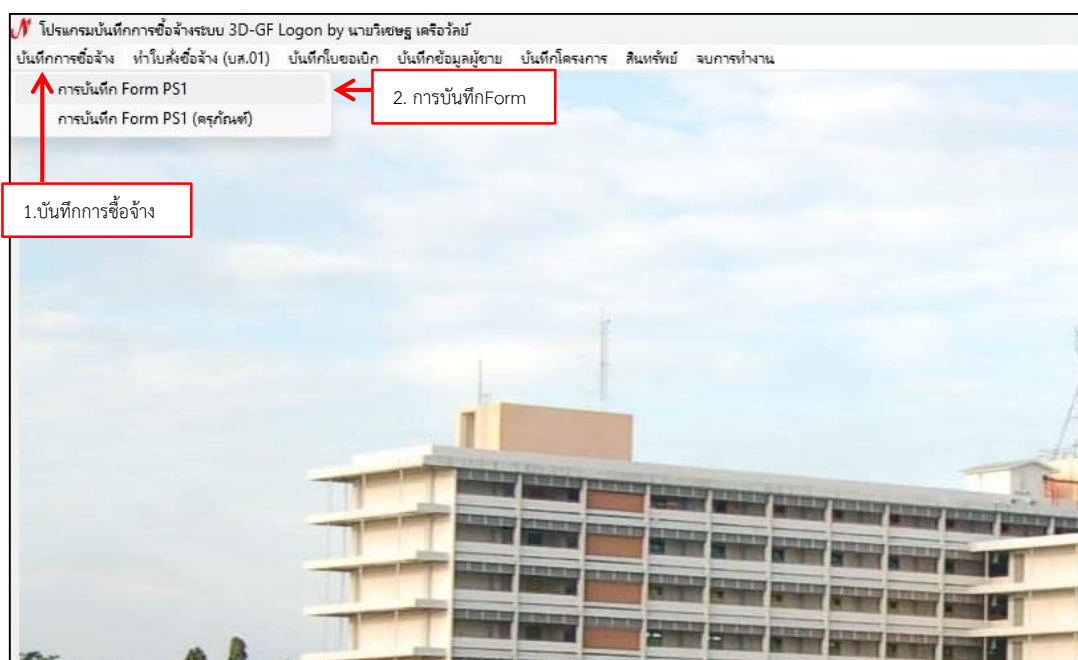 โปรแกรมบันทึกการซื้อจ้างระบบ 3D-GF Logon by นายวิเชษฐ เครือวัลย์
บันทึกการซื้อจ้าง ทำใบสั่งซื้อจ้าง (บส.01) บันทึกใบขอเบิก บันทึกข้อมูลผู้ขาย บันทึกโครงการ สินทรัพย์ จบการทำงาน
การบันทึก Form PS1
2. การบันทึกForm
การบันทึก Form PS1 (ครุภัณฑ์)
1.บันทึกการซื้อจ้าง